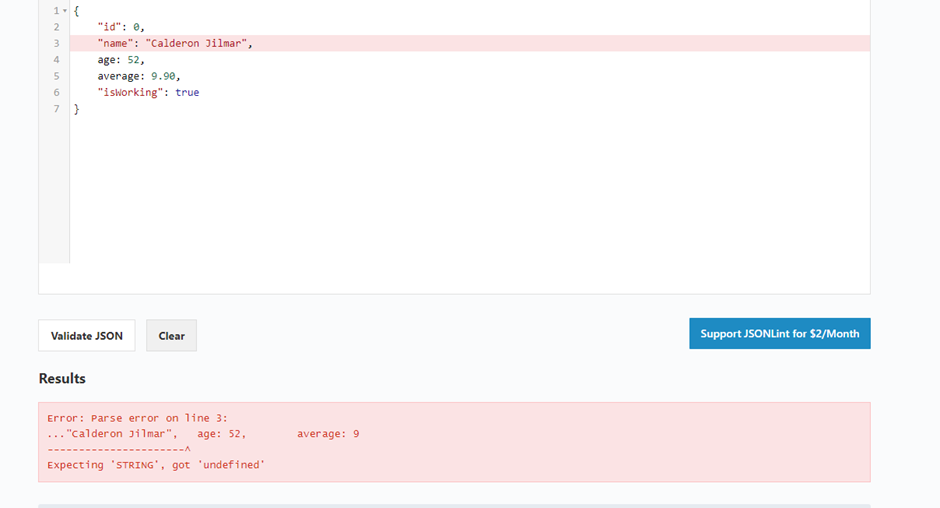 1 {
2 "id": 0,
3 "name": "Calderon Jilmar",
4 age: 52,
5 average: 9.90,
6 "isWorking": true
7 }
Validate JSON Clear Support JSONLint for $2/Month
Results
Error: Parse error on line 3:
..."Calderon Jilmar", age: 52, average: 9
----------------------^
Expecting 'STRING', got 'undefined'